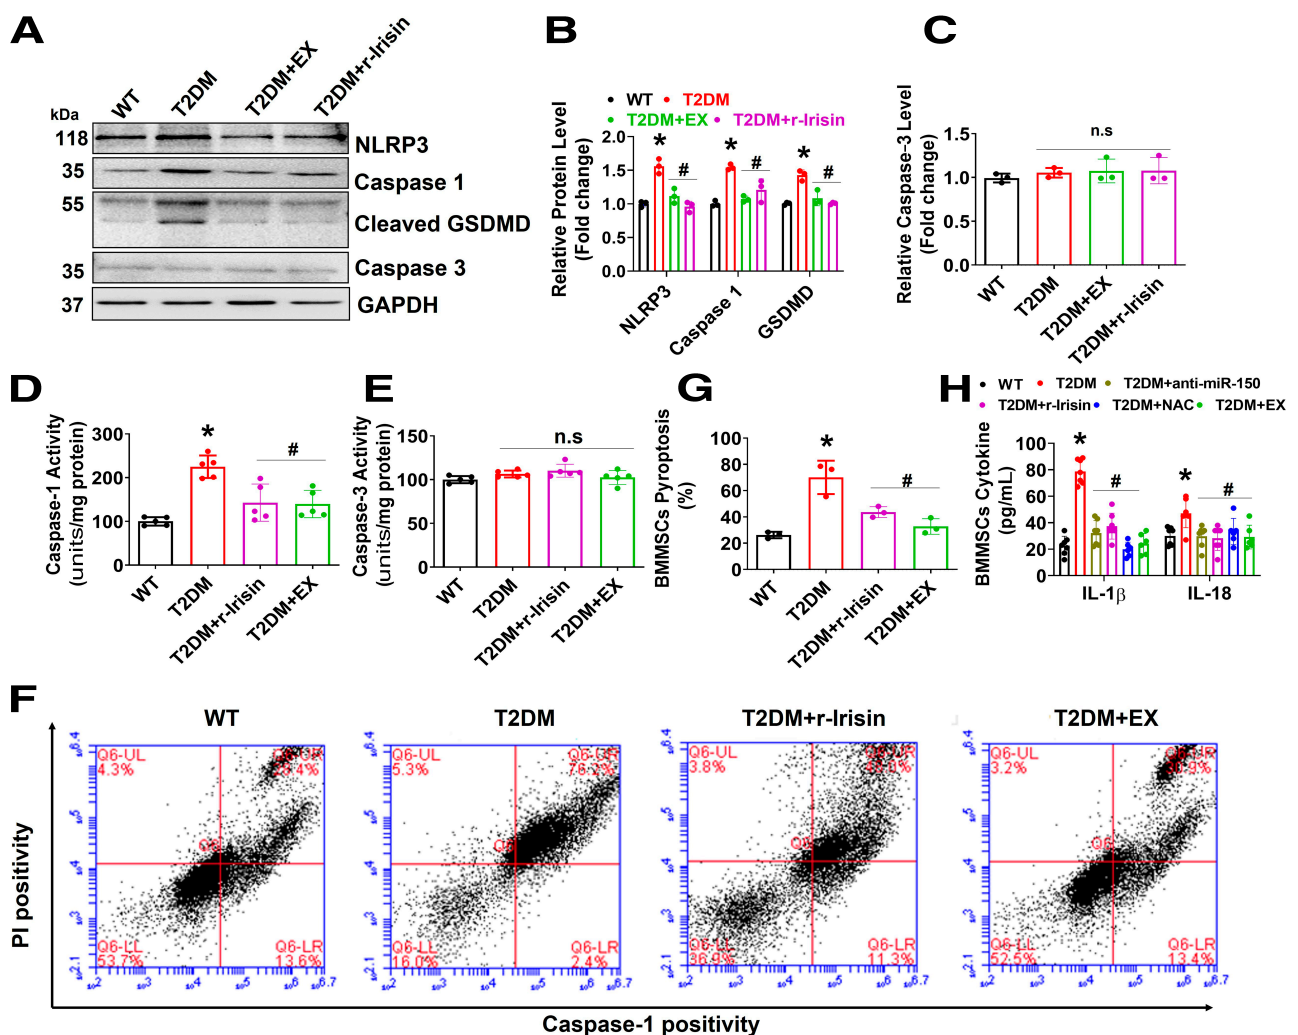 A
WT
T2DM
T2DM+EX
T2DM+r-Irisin
kDa
118
NLRP3
35
Caspase 1
55
Cleaved GSDMD
35
Caspase 3
37
GAPDH
B
WT T2DM
T2DM+EX T2DM+r-Irisin
Relative Protein Level
(Fold change)
2.0
1.5
1.0
0.5
0.0
* # * # * #
NLRP3
Caspase 1
GSDMD
C
Relative Caspase-3 Level
(Fold change)
1.5
1.0
0.5
0.0
n.s
WT
T2DM
T2DM+EX
T2DM+r-Irisin
D
Caspase-1 Activity
(units/mg protein)
300
200
100
0
* #
WT
T2DM
T2DM+r-Irisin
T2DM+EX
E
Caspase-3 Activity
(units/mg protein)
150
100
50
0
n.s
WT
T2DM
T2DM+r-Irisin
T2DM+EX
G
BMMSCs Pyroptosis
(%)
100
80
60
40
20
0
* #
WT
T2DM
T2DM+r-Irisin
T2DM+EX
H
WT T2DM T2DM+anti-miR-150
T2DM+r-Irisin T2DM+NAC T2DM+EX
BMMSCs Cytokine
(pg/mL)
100
80
60
40
20
0
* # * #
IL-1β IL-18
F
PI positivity
WT
Q6-UL
4.3%
Q6-LL
53.7%
Q6-LR
13.6%
T2DM
Q6-UL
5.3%
76.2%
Q6-LL
16.0%
Q6-LR
2.4%
T2DM+r-Irisin
Q6-UL
3.8%
Q6-LL
36.9%
Q6-LR
11.3%
T2DM+EX
Q6-UL
3.2%
Q6-LL
52.5%
Q6-LR
13.4%
Caspase-1 positivity